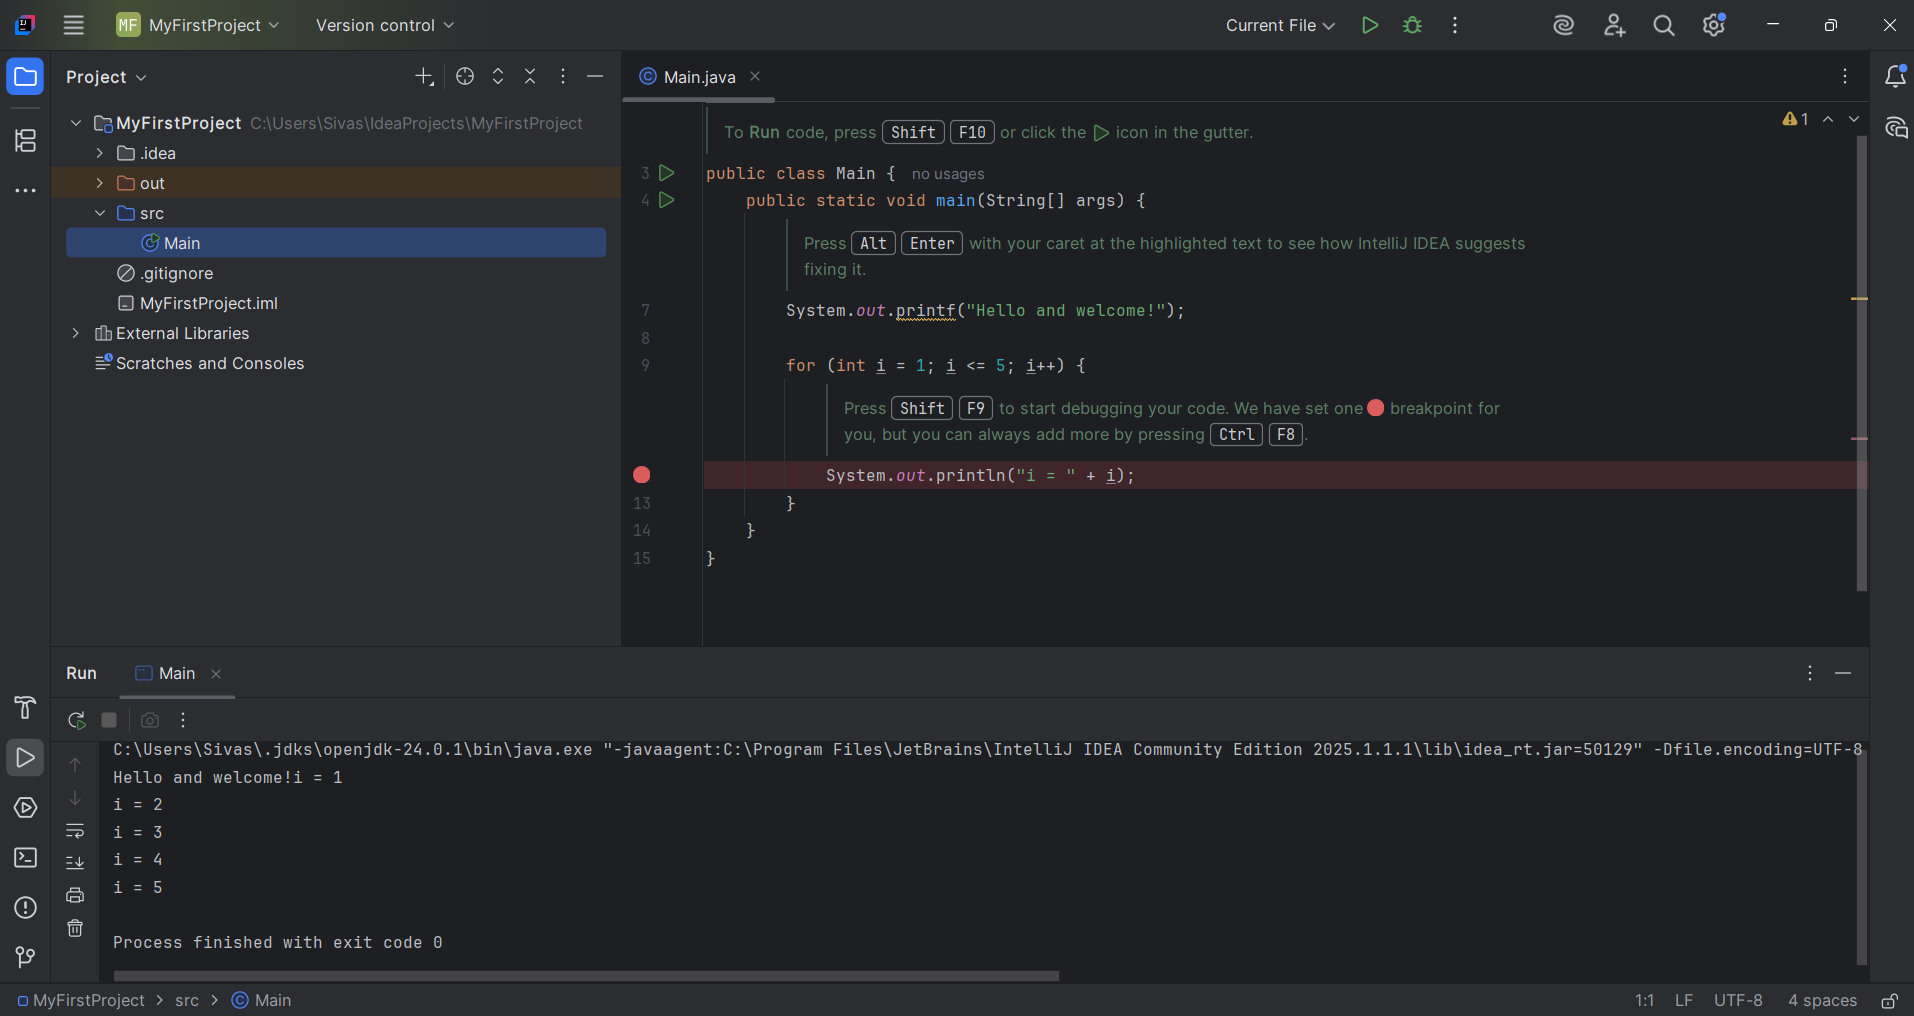 MF MyFirstProject Version control Current File
Project
Main.java
MyFirstProject C:\Users\Sivas\IdeaProjects\MyFirstProject
.idea
out
src
Main
.gitignore
MyFirstProject.iml
External Libraries
Scratches and Consoles
To Run code, press Shift F10 or click the icon in the gutter.
1
3 public class Main { no usages
4 public static void main(String[] args) {
Press Alt Enter with your caret at the highlighted text to see how IntelliJ IDEA suggests
fixing it.
7 System.out.printf("Hello and welcome!");
8
9 for (int i = 1; i <= 5; i++) {
Press Shift F9 to start debugging your code. We have set one breakpoint for
you, but you can always add more by pressing Ctrl F8.
System.out.println("i = " + i);
13 }
14 }
15 }
Run Main
C:\Users\Sivas\.jdks\openjdk-24.0.1\bin\java.exe "-javaagent:C:\Program Files\JetBrains\IntelliJ IDEA Community Edition 2025.1.1.1\lib\idea_rt.jar=50129" -Dfile.encoding=UTF-8
Hello and welcome!i = 1
i = 2
i = 3
i = 4
i = 5
Process finished with exit code 0
MyFirstProject > src > Main
1:1 LF UTF-8 4 spaces